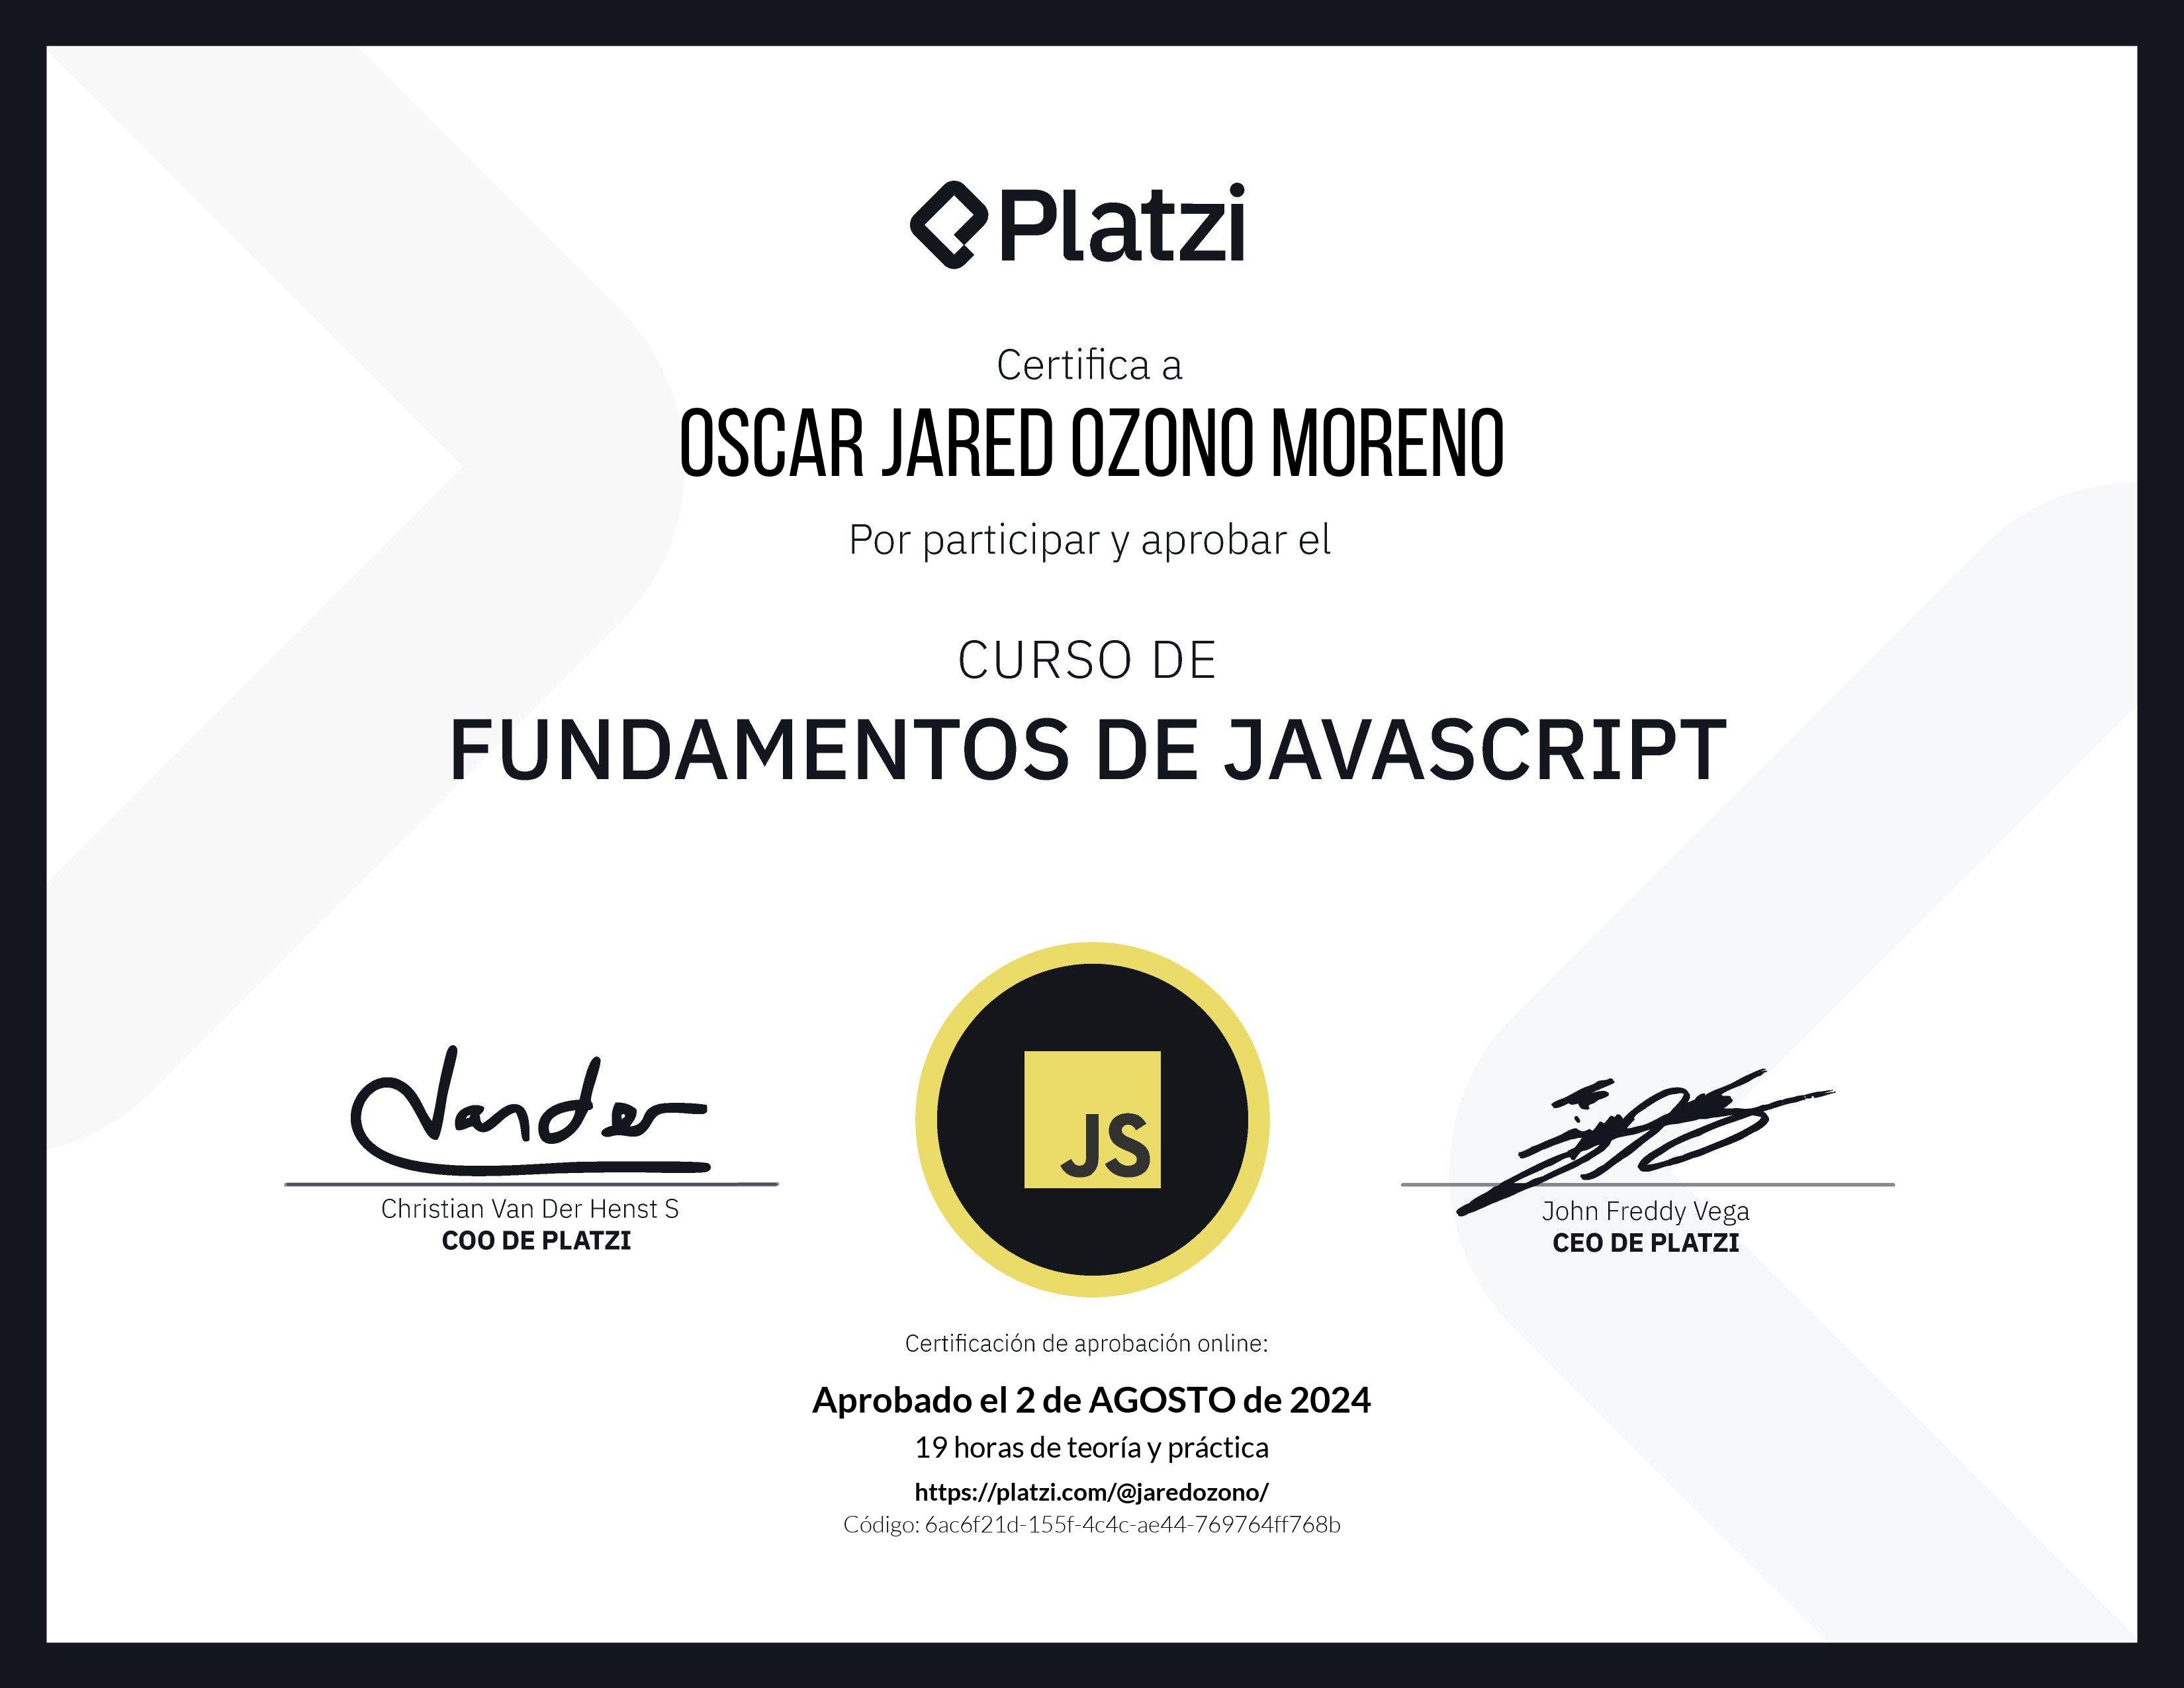 Platzi
Certifica a
OSCAR JARED OZONO MORENO
Por participar y aprobar el
CURSO DE
FUNDAMENTOS DE JAVASCRIPT
Vander
JS
Christian Van Der Henst S
COO DE PLATZI
John Freddy Vega
CEO DE PLATZI
Certificación de aprobación online:
Aprobado el 2 de AGOSTO de 2024
19 horas de teoría y práctica
https://platzi.com/@jaredozono/
Código: 6ac6f21d-155f-4c4c-ae44-769764ff768b